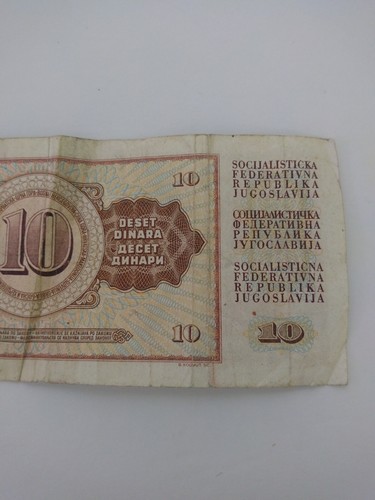 10
SOCIJALISTIČKA
FEDERATIVNA
REPUBLIKA
JUGOSLAVIJA
10
DESET
DINARA
ДЕСЕТ
ДИНАРИ
СОЦИЈАЛИСТИЧКА
ФЕДЕРАТИВНА
РЕПУБЛИКА
ЈУГОСЛАВИЈА
SOCIALISTIČNA
FEDERATIVNA
REPUBLIKA
JUGOSLAVIJA
10
10